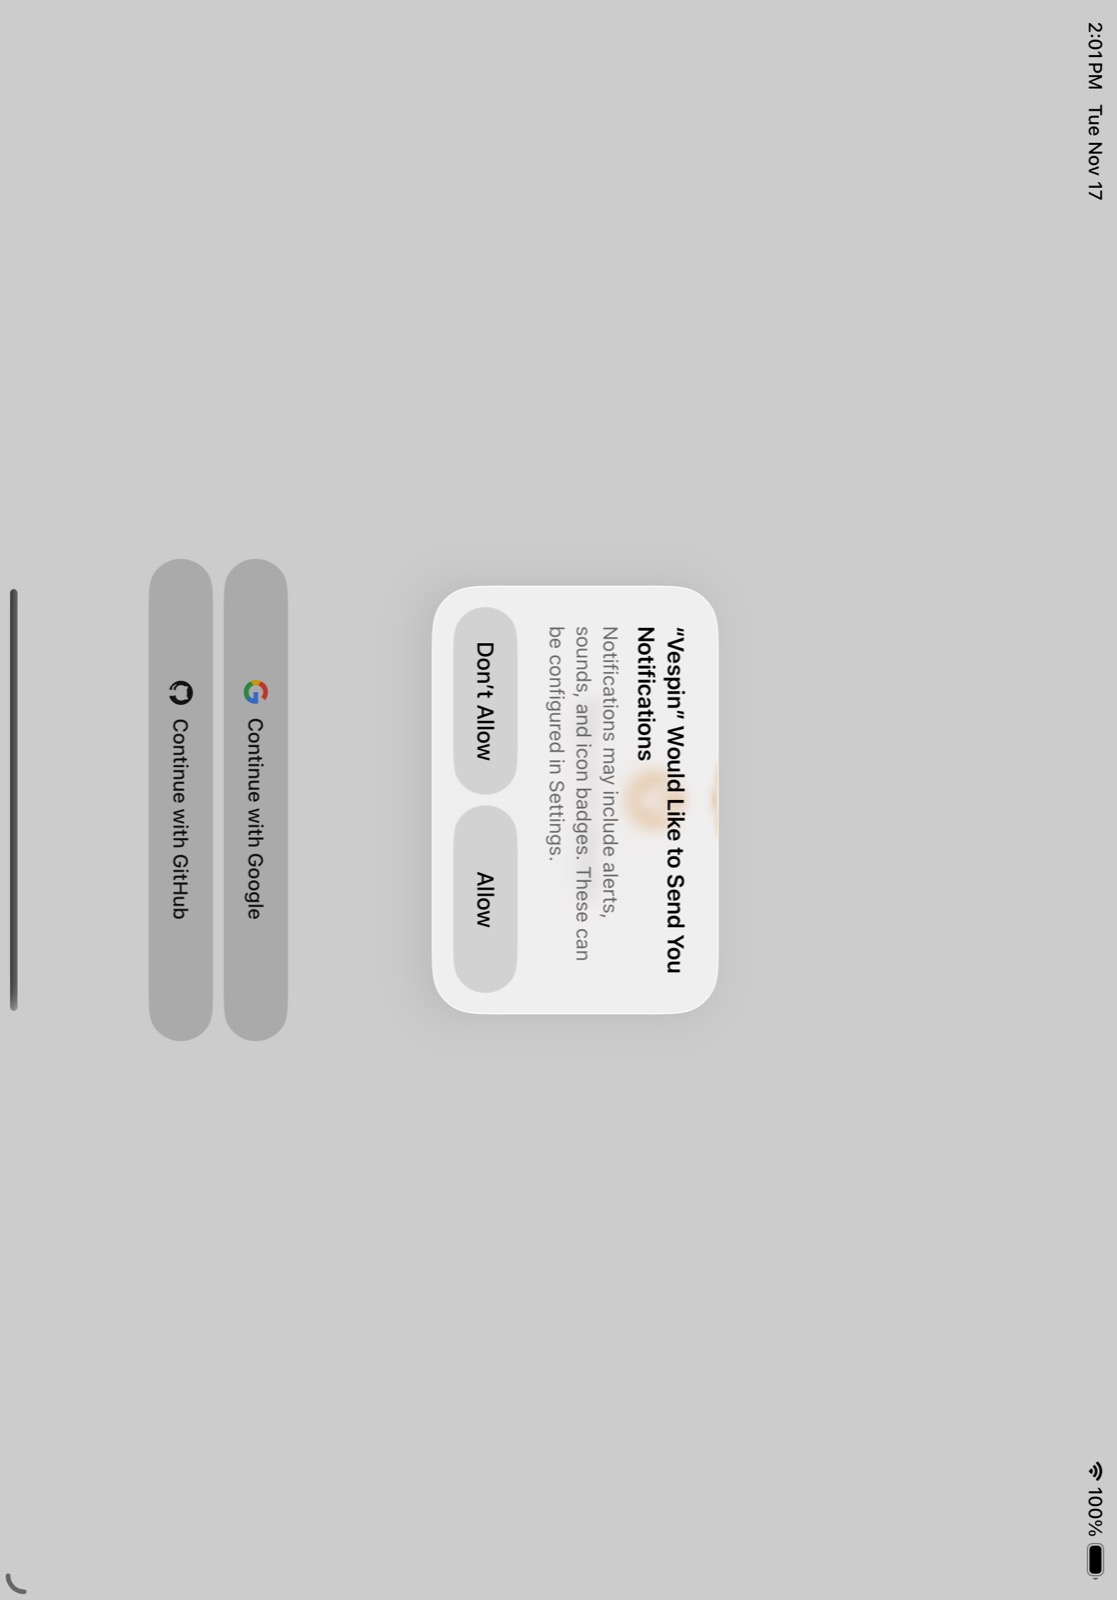 2:01 PM Tue Nov 17
100%
“Vespin” Would Like to Send You
Notifications
Notifications may include alerts,
sounds, and icon badges. These can
be configured in Settings.
Don’t Allow
Allow
Continue with Google
Continue with GitHub